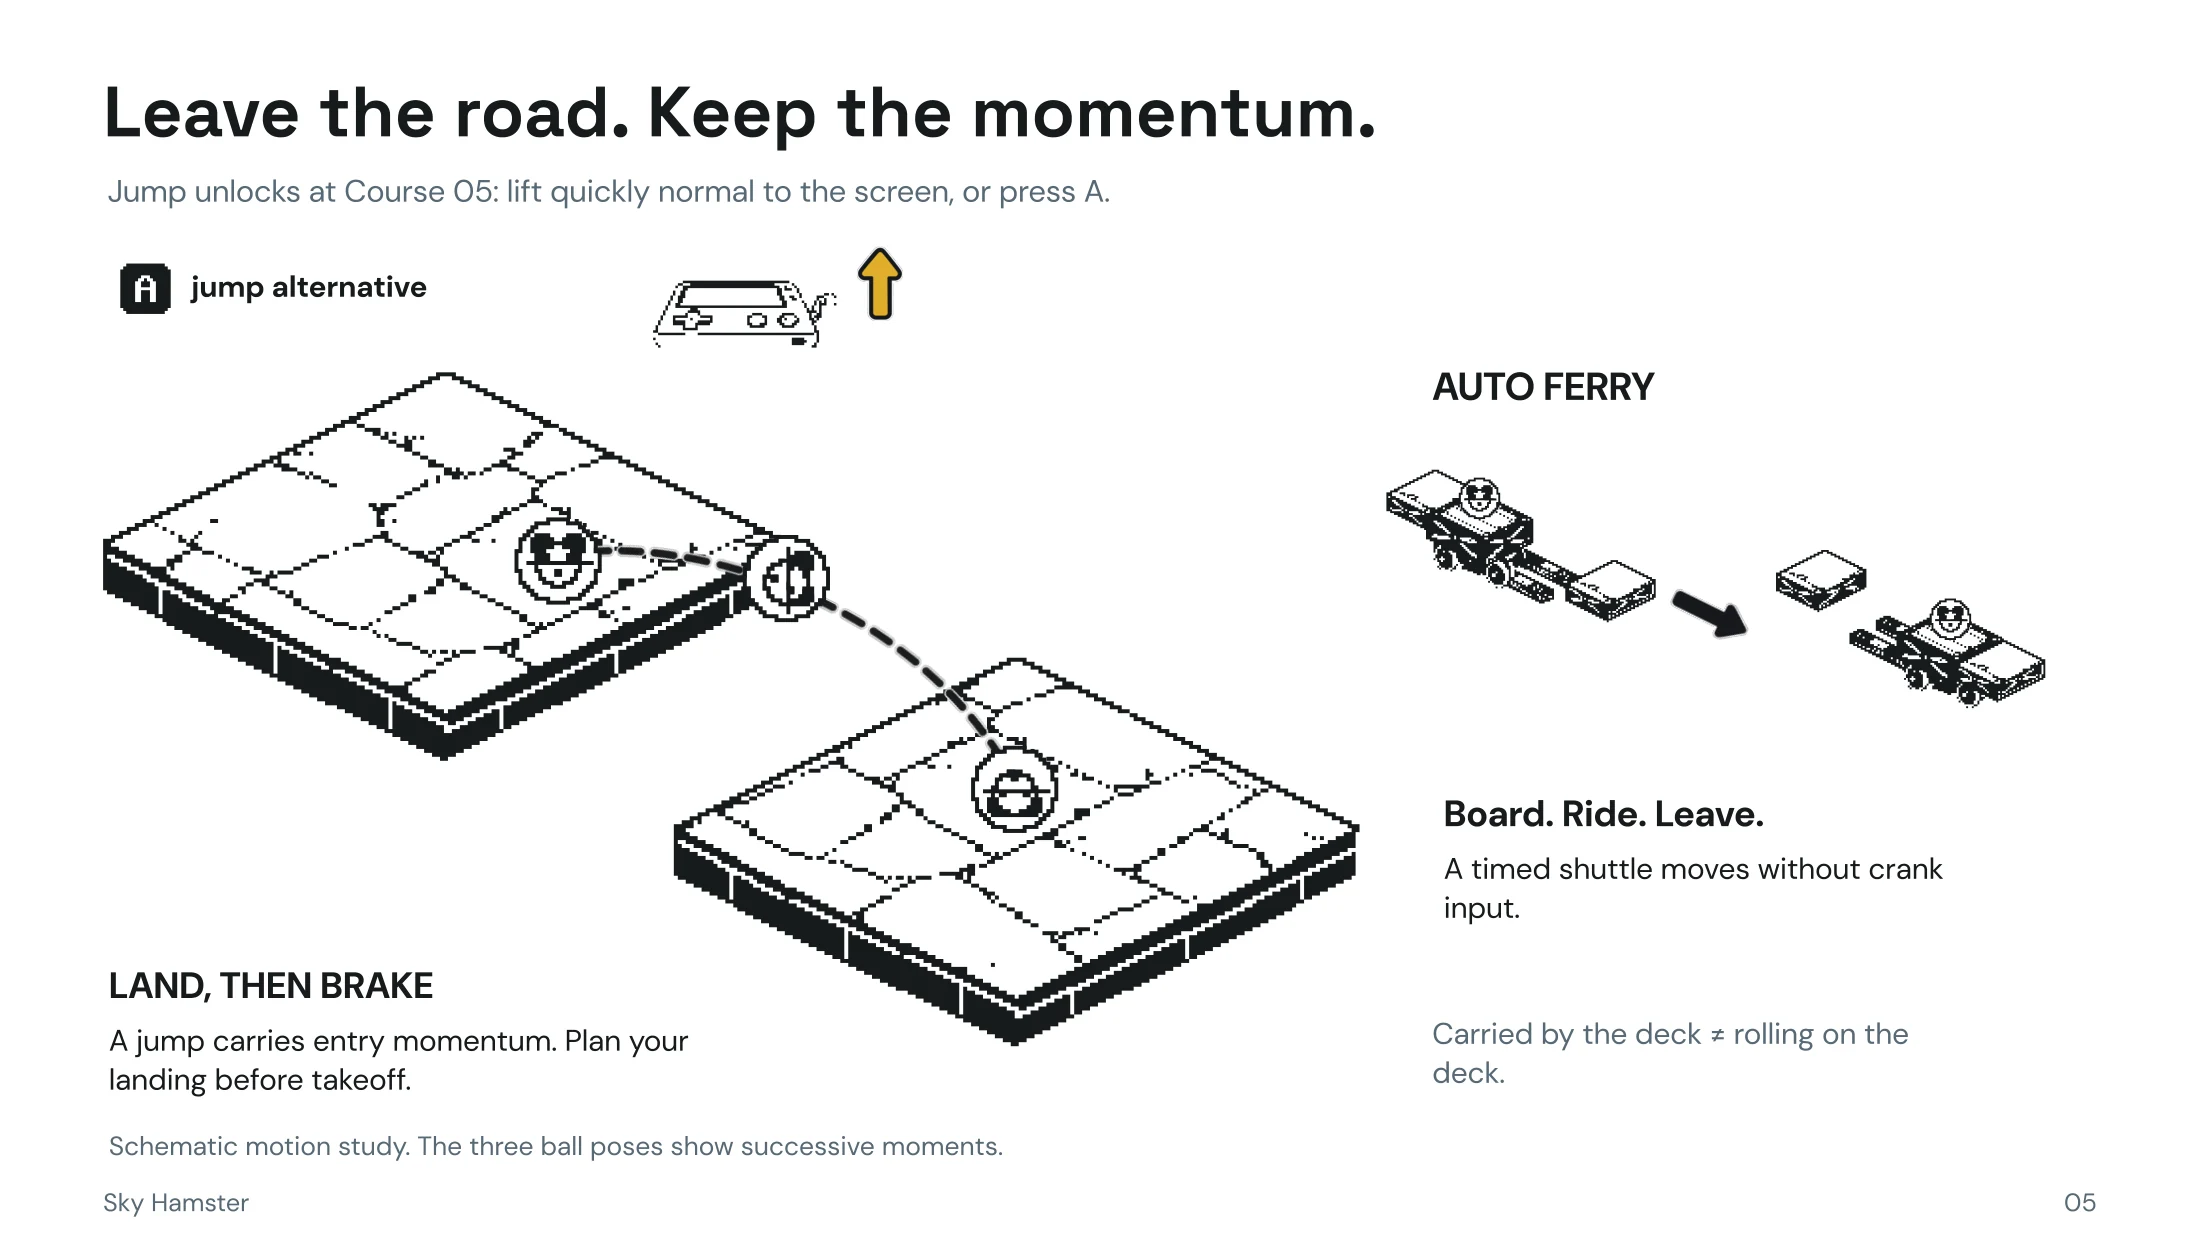 Leave the road. Keep the momentum.
Jump unlocks at Course 05: lift quickly normal to the screen, or press A.
A jump alternative
AUTO FERRY
Board. Ride. Leave.
A timed shuttle moves without crank
input.
LAND, THEN BRAKE
A jump carries entry momentum. Plan your
landing before takeoff.
Carried by the deck ≠ rolling on the
deck.
Schematic motion study. The three ball poses show successive moments.
Sky Hamster
05